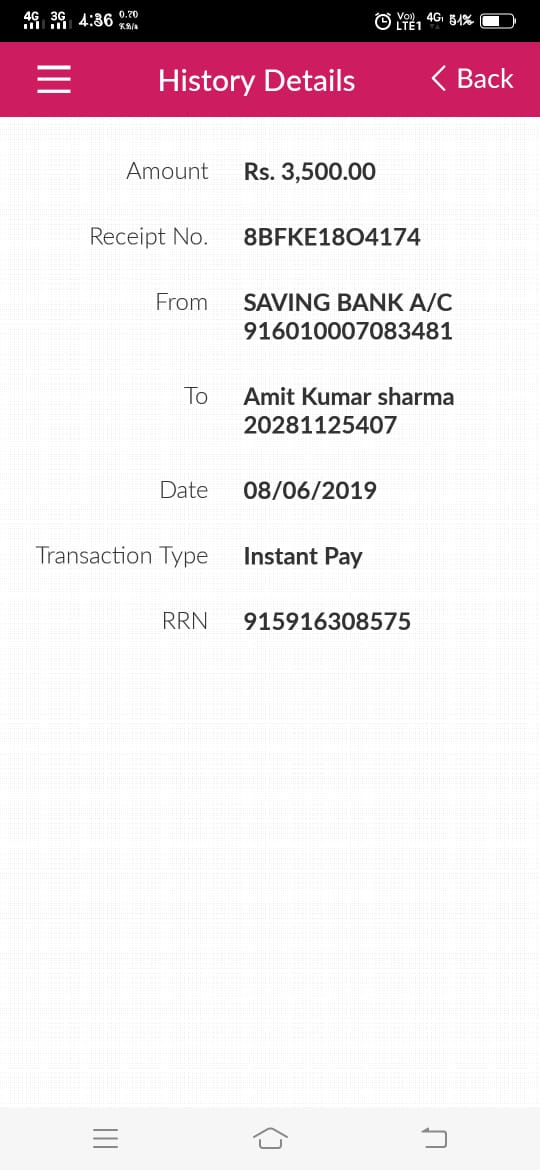 4G 3G 4:36 0.70 KB/s Vo)) LTE1 4G 51%
History Details Back
Amount Rs. 3,500.00
Receipt No. 8BFKE18O4174
From SAVING BANK A/C
916010007083481
To Amit Kumar sharma
20281125407
Date 08/06/2019
Transaction Type Instant Pay
RRN 915916308575